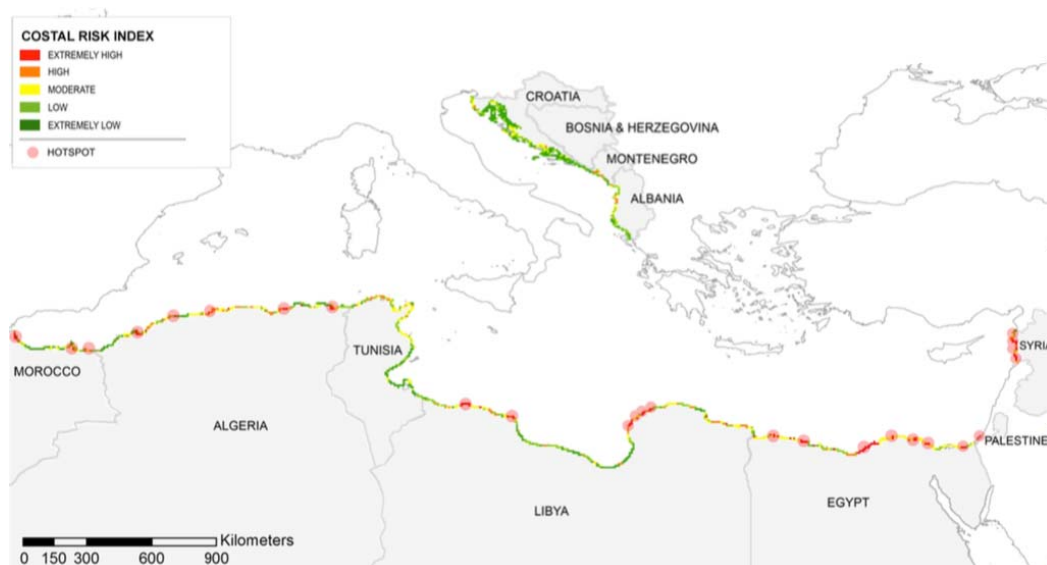 COSTAL RISK INDEX
EXTREMELY HIGH
HIGH
MODERATE
LOW
EXTREMELY LOW
HOTSPOT
CROATIA
BOSNIA & HERZEGOVINA
MONTENEGRO
ALBANIA
TUNISIA
SYRIA
MOROCCO
ALGERIA
PALESTINE
LIBYA
EGYPT
Kilometers
0 150 300 600 900